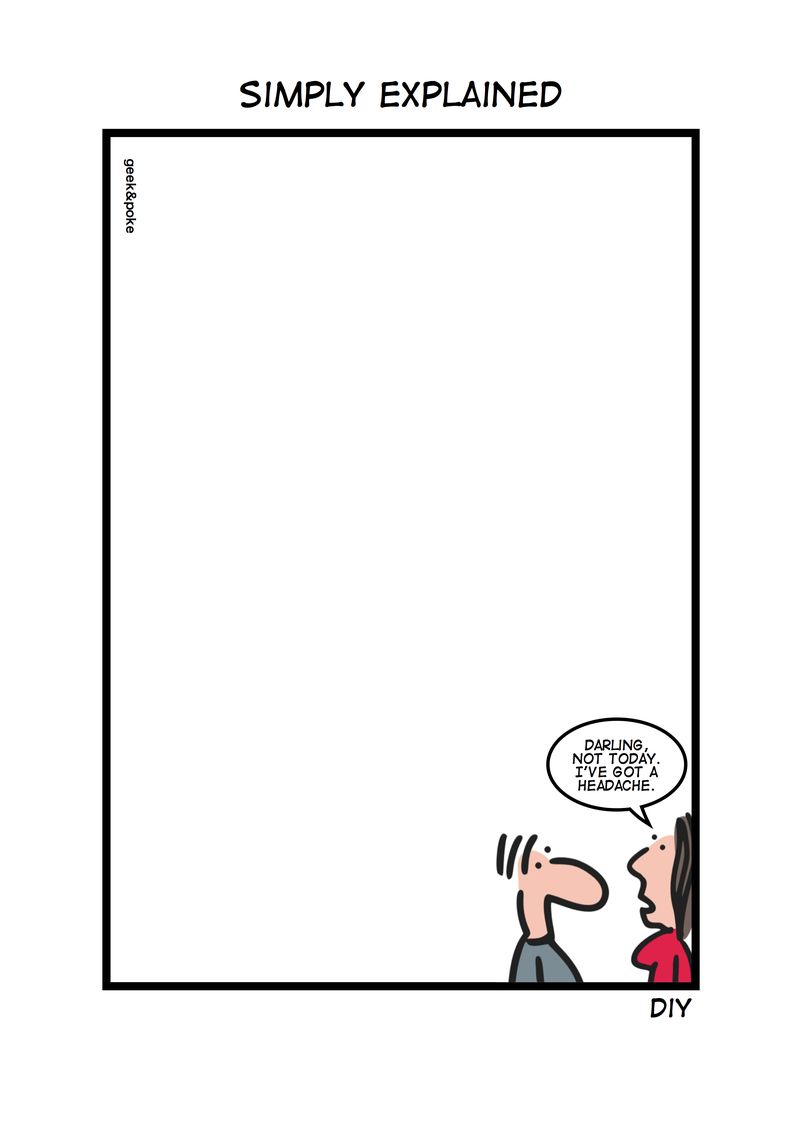 SIMPLY EXPLAINED
geek&poke
DARLING,
NOT TODAY.
I'VE GOT A
HEADACHE.
DIY